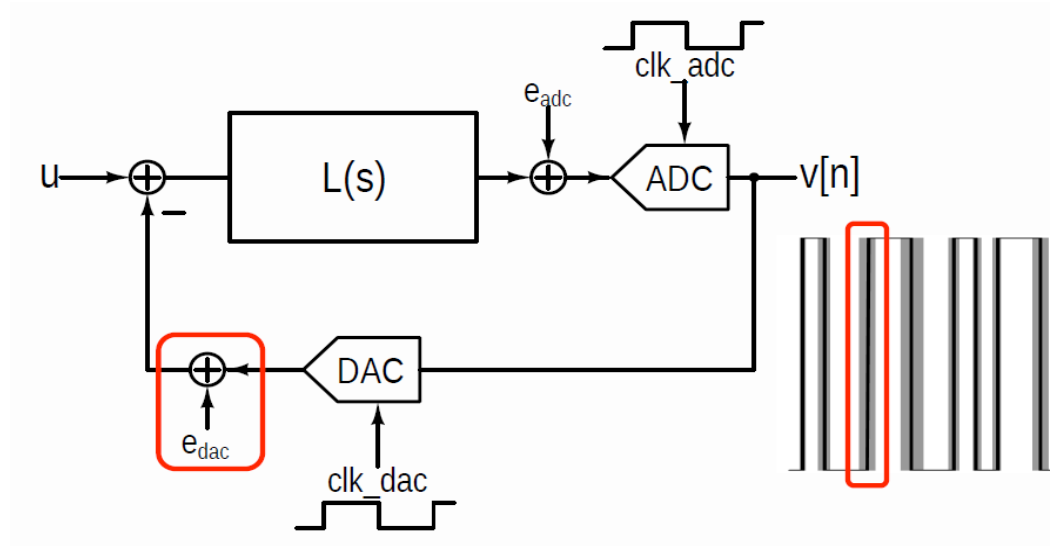 clk_adc
e_adc
u
L(s)
ADC
v[n]
DAC
e_dac
clk_dac